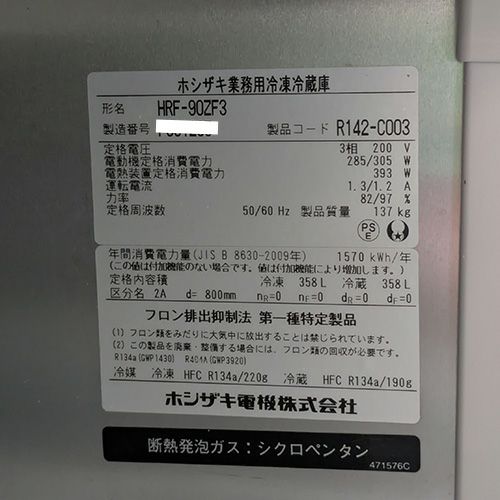 ホシザキ業務用冷凍冷蔵庫
形名 HRF-90ZF3
製造番号 製品コード R142-C003
定格電圧 3相 200 V
電動機定格消費電力 285/305 W
電熱装置定格消費電力 393 W
運転電流 1.3/1.2 A
力率 82/97 %
定格周波数 50/60 Hz 製品質量 137 kg
PS
E
年間消費電力量(JIS B 8630-2009年) 1570 kWh/年
(この値は付加機能のない場合です。値は付加機能により増加します。)
定格内容積 冷凍 358L 冷蔵 358L
区分名 2A d= 800mm nR=0 nF=0 dR=0 dF=0
フロン排出抑制法 第一種特定製品
(1) フロン類をみだりに大気中に放出することは禁じられています。
(2) この製品を廃棄・整備する場合には、フロン類の回収が必要です。
R134a(GWP1430) R404A(GWP3920)
冷媒 冷凍 HFC R134a/220g 冷蔵 HFC R134a/190g
ホシザキ電機株式会社
断熱発泡ガス：シクロペンタン
471576C